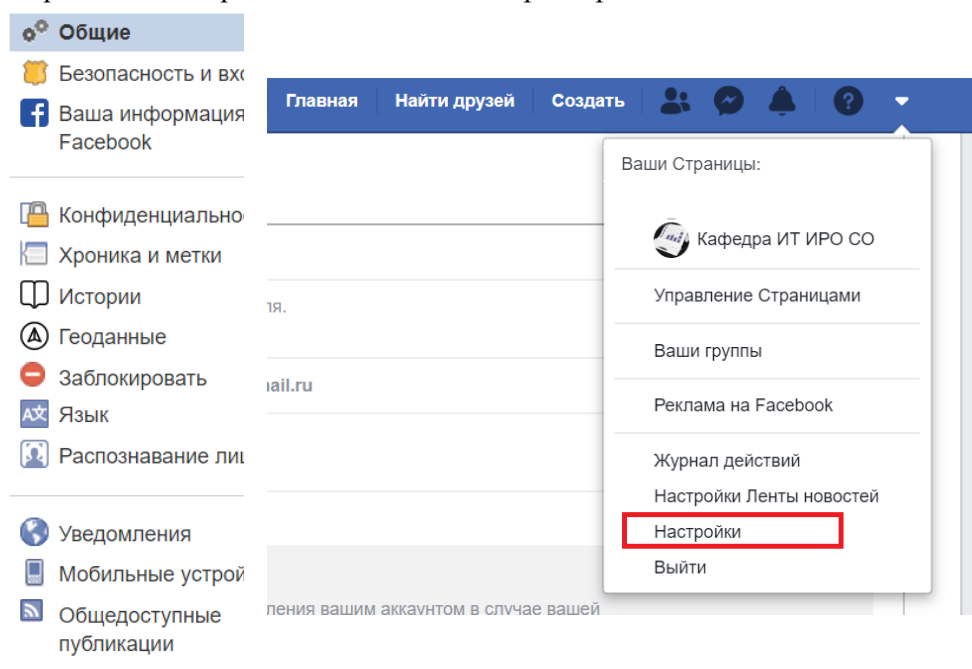 Общие
Безопасность и вхо
Ваша информация
Facebook
Конфиденциально
Хроника и метки
Истории
Геоданные
Заблокировать
Язык
Распознавание ли
Уведомления
Мобильные устрой
Общедоступные
публикации
Главная Найти друзей Создать
Ваши Страницы:
Кафедра ИТ ИРО СО
Управление Страницами
Ваши группы
Реклама на Facebook
Журнал действий
Настройки Ленты новостей
Настройки
Выйти
ля.
ail.ru
ления вашим аккаунтом в случае вашей